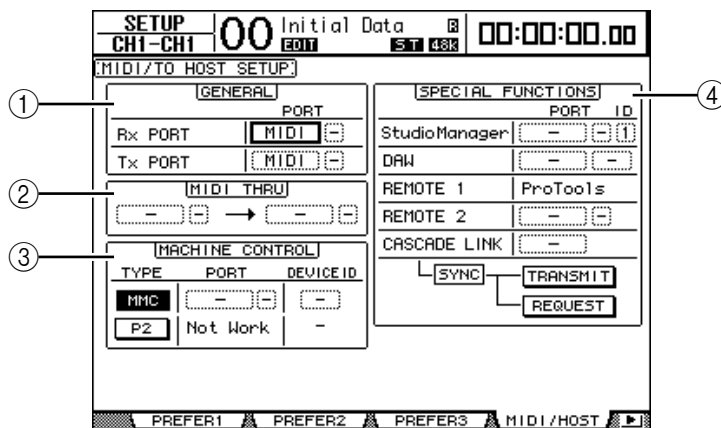 SETUP
CH1-CH1
00
Initial Data
R
EDIT
ST
48K
00:00:00.00
MIDI/TO HOST SETUP
①
GENERAL
PORT
Rx PORT
MIDI
-
Tx PORT
MIDI
-
②
MIDI THRU
-
-
→
-
-
③
MACHINE CONTROL
TYPE PORT DEVICE ID
MMC
-
-
-
P2
Not Work
-
④
SPECIAL FUNCTIONS
PORT ID
StudioManager
-
-
1
DAW
-
-
REMOTE 1
ProTools
REMOTE 2
-
-
CASCADE LINK
-
SYNC
TRANSMIT
REQUEST
PREFER1
PREFER2
PREFER3
MIDI/HOST